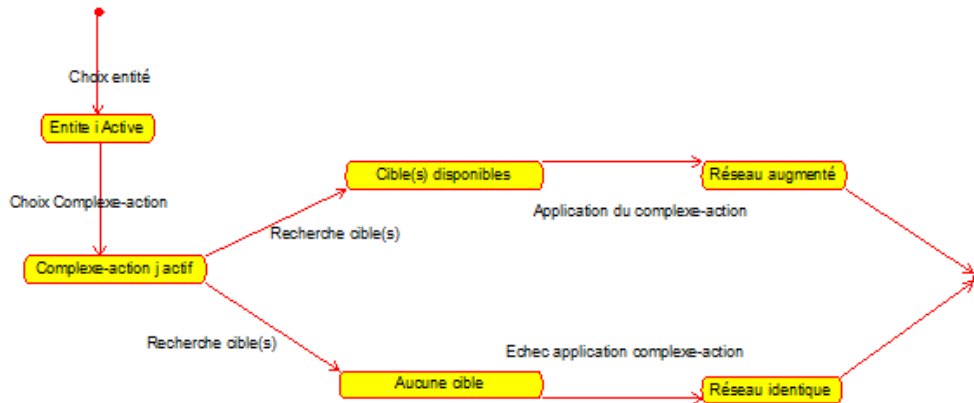 Choix entité
Entite i Active
Choix Complexe-action
Complexe-action j actif
Recherche cible(s)
Cible(s) disponibles
Application du complexe-action
Réseau augmenté
Recherche cible(s)
Aucune cible
Echec application complexe-action
Réseau identique